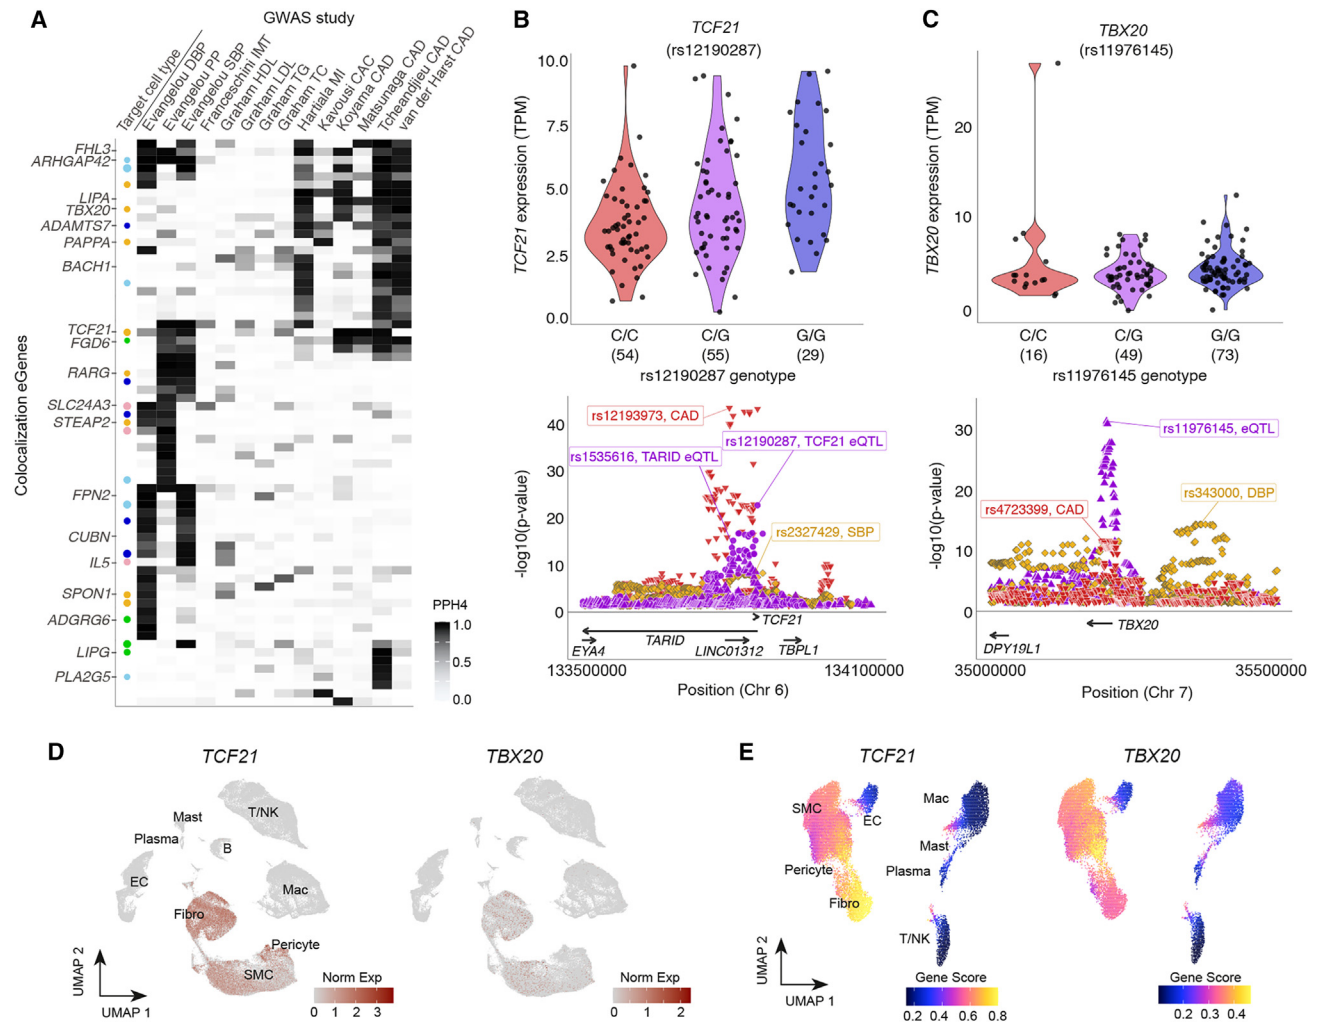 A
GWAS study
Target cell type
Evangelou DBP
Evangelou PP
Evangelou SBP
Franceschini IMT
Graham HDL
Graham LDL
Graham TG
Graham TC
Hartiala MI
Kavousi CAC
Koyama CAD
Matsunaga CAD
Tcheandjieu CAD
van der Harst CAD
Colocalization eGenes
FHL3
ARHGAP42
LIPA
TBX20
ADAMTS7
PAPPA
BACH1
TCF21
FGD6
RARG
SLC24A3
STEAP2
FPN2
CUBN
IL5
SPON1
ADGRG6
LIPG
PLA2G5
PPH4
1.0
0.5
0.0
B
TCF21
(rs12190287)
TCF21 expression (TPM)
10.0
7.5
5.0
2.5
0.0
C/C C/G G/G
(54) (55) (29)
rs12190287 genotype
-log10(p-value)
40
30
20
10
0
rs12193973, CAD
rs12190287, TCF21 eQTL
rs1535616, TARID eQTL
rs2327429, SBP
TCF21
TARID
EYA4 LINC01312 TBPL1
133500000 134100000
Position (Chr 6)
C
TBX20
(rs11976145)
TBX20 expression (TPM)
20
10
0
C/C C/G G/G
(16) (49) (73)
rs11976145 genotype
-log10(p-value)
30
20
10
0
rs11976145, eQTL
rs343000, DBP
rs4723399, CAD
TBX20
DPY19L1
35000000 35500000
Position (Chr 7)
D
TCF21
T/NK
Mast
Plasma
B
EC
Mac
Fibro
Pericyte
SMC
UMAP 2
UMAP 1
Norm Exp
0 1 2 3
TBX20
Norm Exp
0 1 2
E
TCF21
SMC
EC
Mac
Mast
Plasma
Pericyte
Fibro
T/NK
UMAP 2
UMAP 1
Gene Score
0.2 0.4 0.6 0.8
TBX20
Gene Score
0.2 0.3 0.4